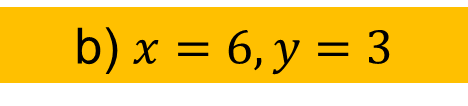 b) x = 6, y = 3